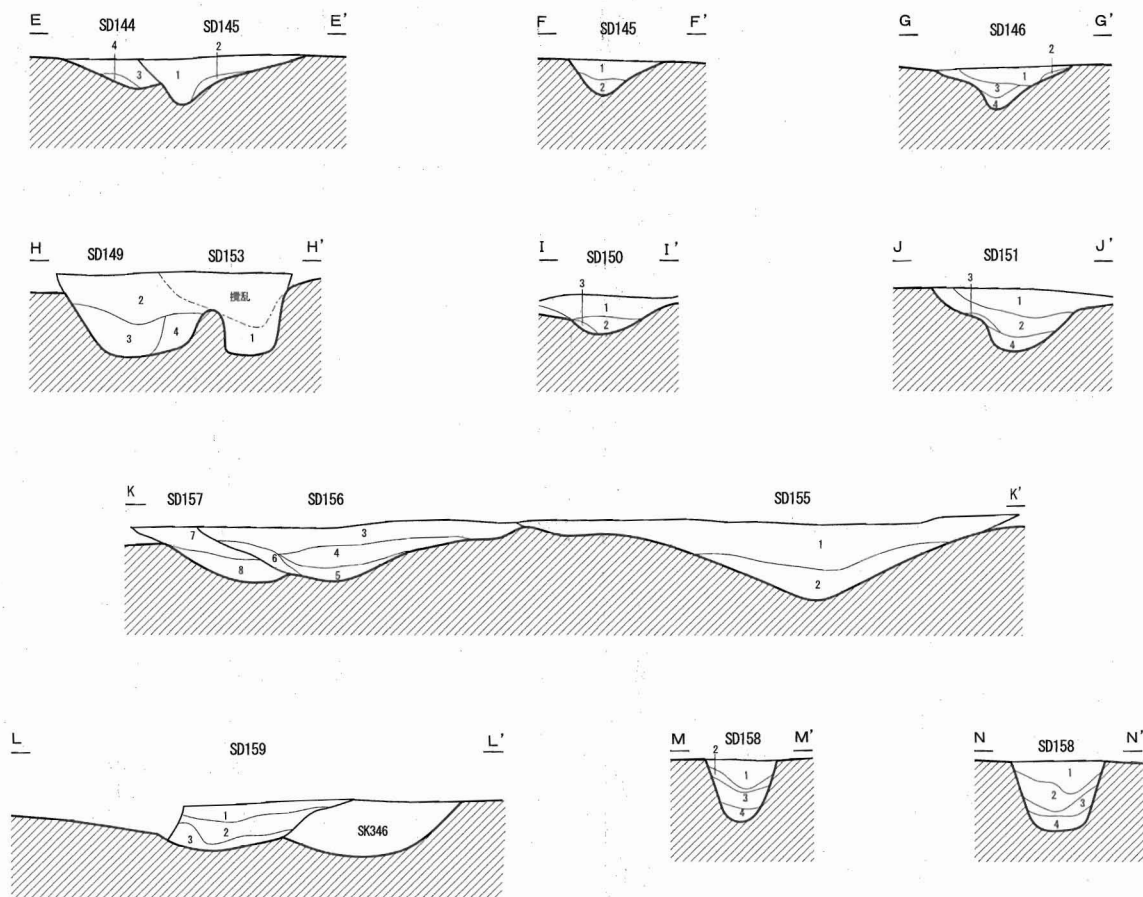 E SD144 SD145 E'
4 2
3 1
F SD145 F'
1
2
G SD146 G'
2
1
3
4
H SD149 SD153 H'
攪乱
2
3 4 1
I SD150 I'
3
1
2
J SD151 J'
3
1
2
4
K SD157 SD156 SD155 K'
7 3
4 1
6
8 5 2
L SD159 L'
1
2
3 SK346
M SD158 M'
2
1
3
4
N SD158 N'
1
2
3
4